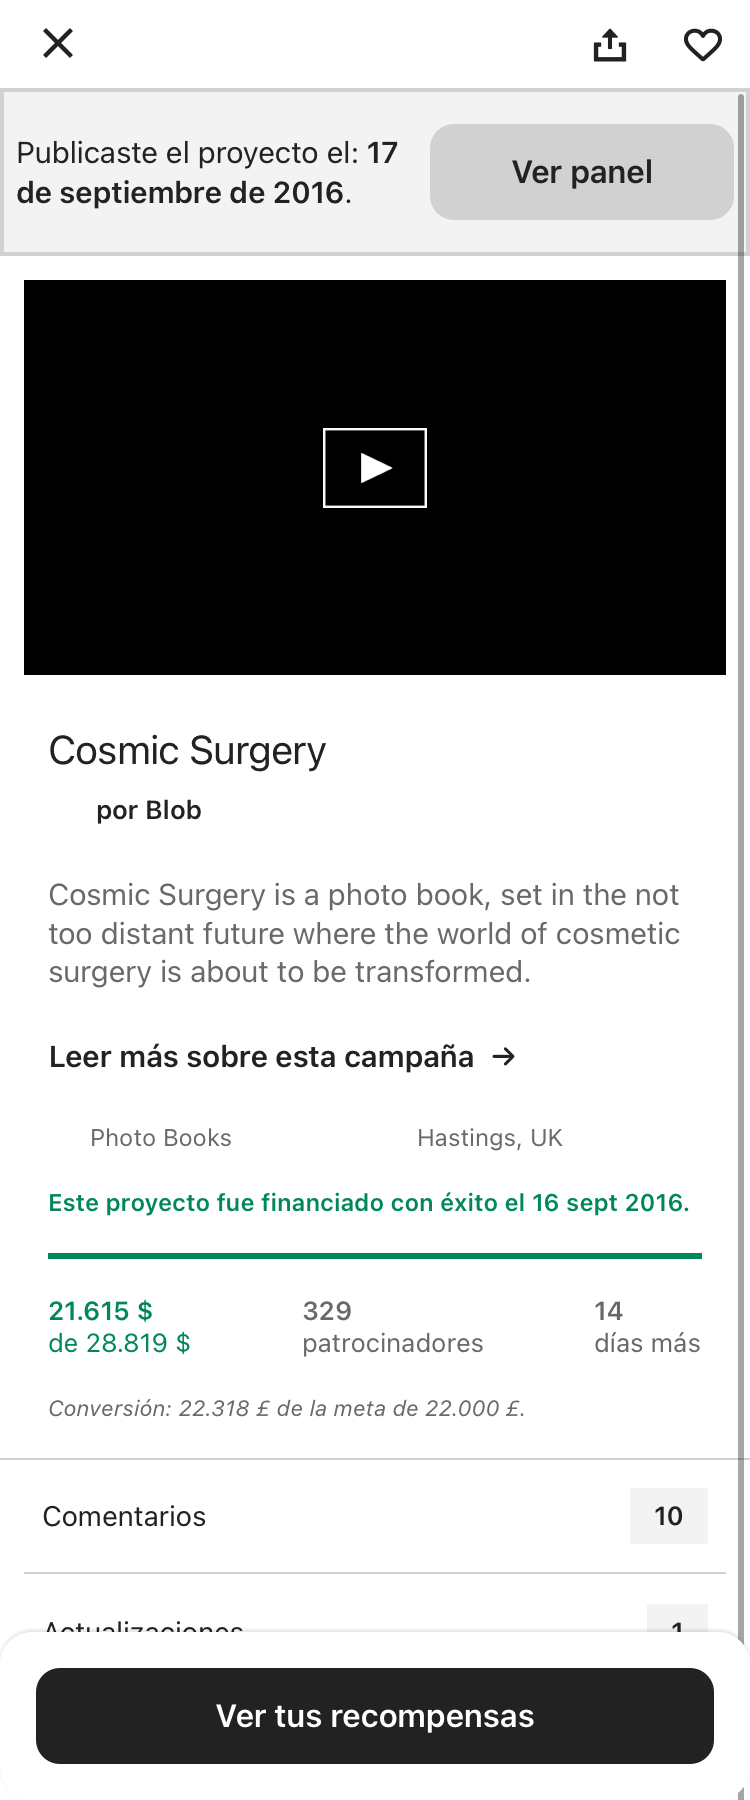 Publicaste el proyecto el: 17
de septiembre de 2016.
Ver panel
Cosmic Surgery
por Blob
Cosmic Surgery is a photo book, set in the not
too distant future where the world of cosmetic
surgery is about to be transformed.
Leer más sobre esta campaña →
Photo Books
Hastings, UK
Este proyecto fue financiado con éxito el 16 sept 2016.
21.615 $
de 28.819 $
329
patrocinadores
14
días más
Conversión: 22.318 £ de la meta de 22.000 £.
Comentarios
10
Actualizaciones
1
Ver tus recompensas